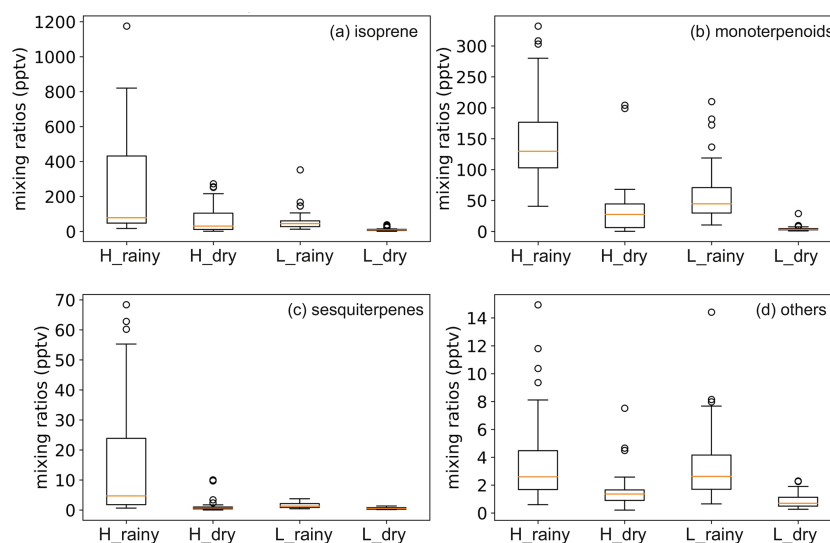 (a) isoprene
mixing ratios (pptv)
1200
1000
800
600
400
200
0
H_rainy H_dry L_rainy L_dry
(b) monoterpenoids
mixing ratios (pptv)
300
250
200
150
100
50
0
H_rainy H_dry L_rainy L_dry
(c) sesquiterpenes
mixing ratios (pptv)
70
60
50
40
30
20
10
0
H_rainy H_dry L_rainy L_dry
(d) others
mixing ratios (pptv)
14
12
10
8
6
4
2
0
H_rainy H_dry L_rainy L_dry